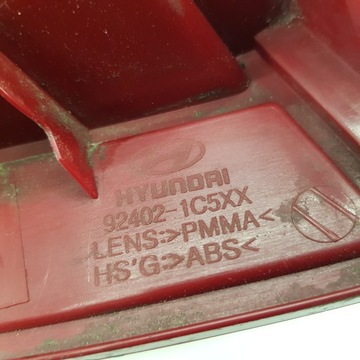 HYUNDAI
92402-1C5XX
LENS:>PMMA<
HS'G:>ABS<